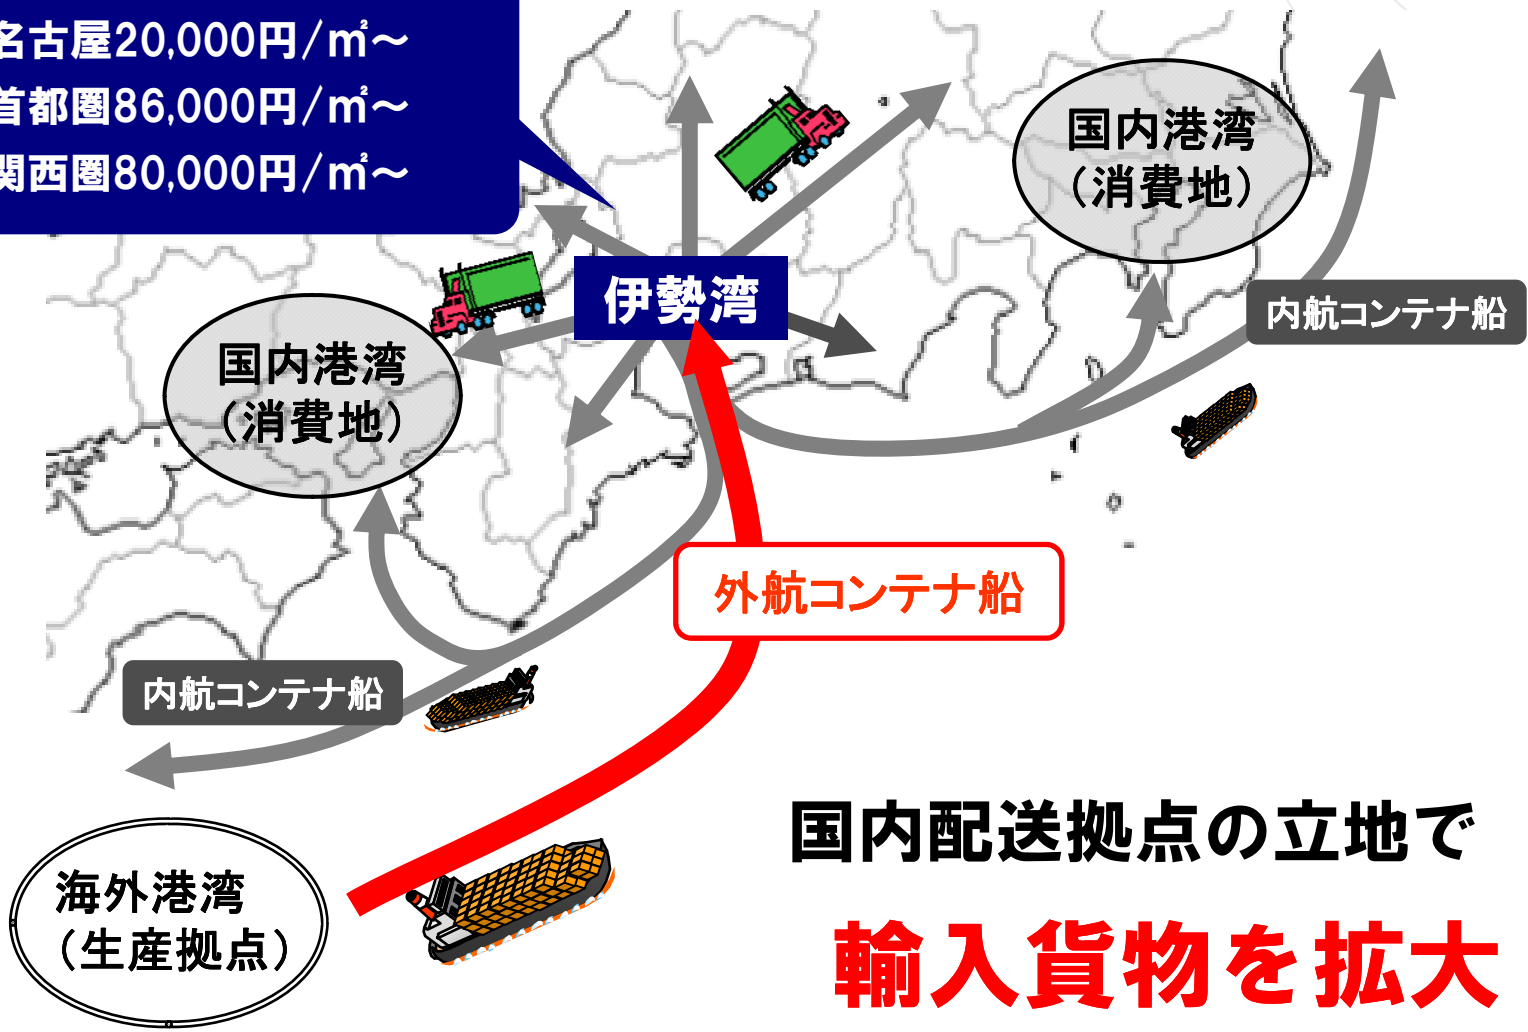 名古屋20,000円/㎡～
首都圏86,000円/㎡～
関西圏80,000円/㎡～
国内港湾
（消費地）
伊勢湾
内航コンテナ船
国内港湾
（消費地）
外航コンテナ船
内航コンテナ船
国内配送拠点の立地で
海外港湾
（生産拠点）
輸入貨物を拡大